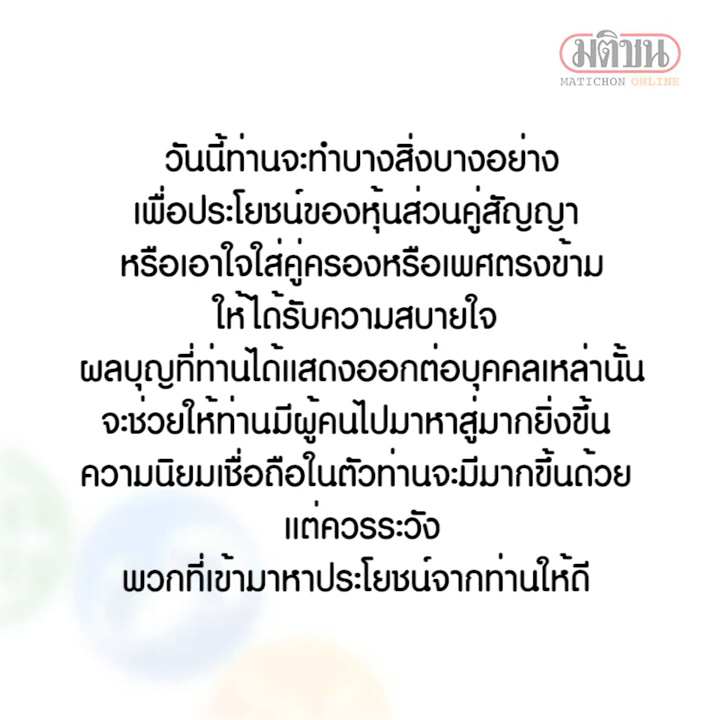 มติชน
MATICHON ONLINE
วันนี้ท่านจะทำบางสิ่งบางอย่าง
เพื่อประโยชน์ของหุ้นส่วนคู่สัญญา
หรือเอาใจใส่คู่ครองหรือเพศตรงข้าม
ให้ได้รับความสบายใจ
ผลบุญที่ท่านได้แสดงออกต่อบุคคลเหล่านั้น
จะช่วยให้ท่านมีผู้คนไปมาหาสู่มากยิ่งขึ้น
ความนิยมเชื่อถือในตัวท่านจะมีมากขึ้นด้วย
แต่ควรระวัง
พวกที่เข้ามาหาประโยชน์จากท่านให้ดี